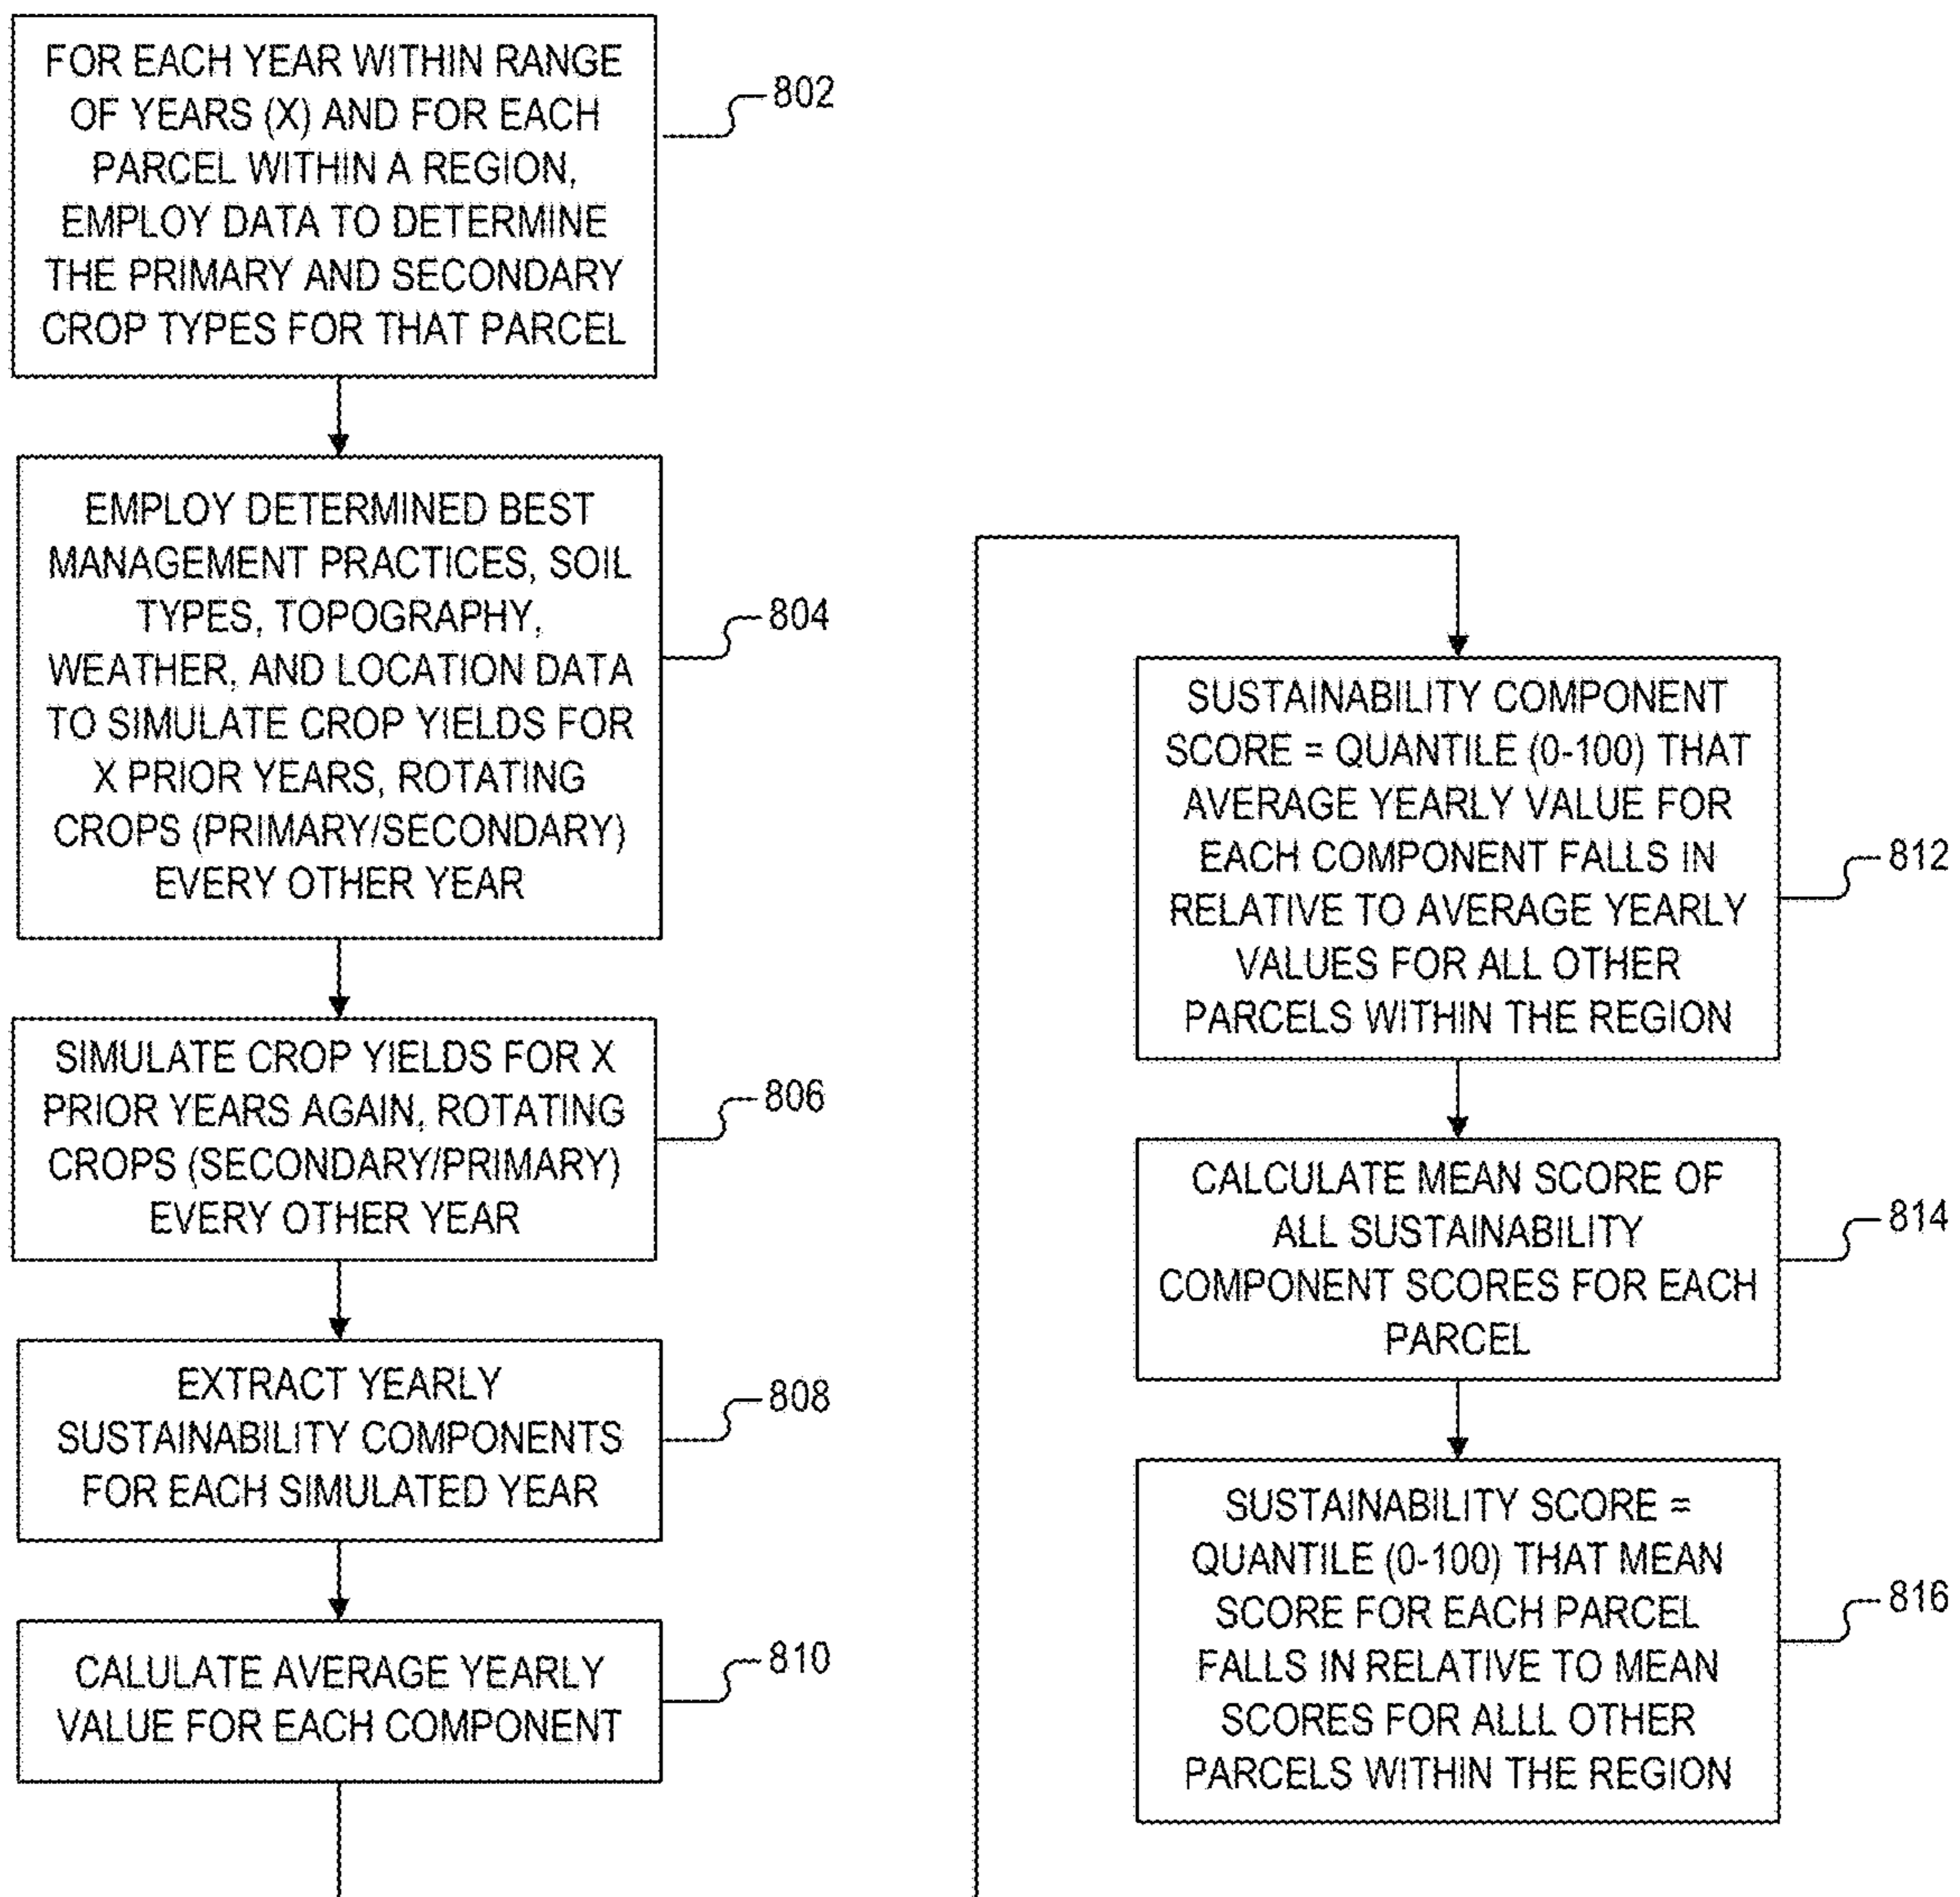 FOR EACH YEAR WITHIN RANGE
OF YEARS (X) AND FOR EACH
PARCEL WITHIN A REGION,
EMPLOY DATA TO DETERMINE
THE PRIMARY AND SECONDARY
CROP TYPES FOR THAT PARCEL
802
EMPLOY DETERMINED BEST
MANAGEMENT PRACTICES, SOIL
TYPES, TOPOGRAPHY,
WEATHER, AND LOCATION DATA
TO SIMULATE CROP YIELDS FOR
X PRIOR YEARS, ROTATING
CROPS (PRIMARY/SECONDARY)
EVERY OTHER YEAR
804
SIMULATE CROP YIELDS FOR X
PRIOR YEARS AGAIN, ROTATING
CROPS (SECONDARY/PRIMARY)
EVERY OTHER YEAR
806
EXTRACT YEARLY
SUSTAINABILITY COMPONENTS
FOR EACH SIMULATED YEAR
808
CALULATE AVERAGE YEARLY
VALUE FOR EACH COMPONENT
810
SUSTAINABILITY COMPONENT
SCORE = QUANTILE (0-100) THAT
AVERAGE YEARLY VALUE FOR
EACH COMPONENT FALLS IN
RELATIVE TO AVERAGE YEARLY
VALUES FOR ALL OTHER
PARCELS WITHIN THE REGION
812
CALCULATE MEAN SCORE OF
ALL SUSTAINABILITY
COMPONENT SCORES FOR EACH
PARCEL
814
SUSTAINABILITY SCORE =
QUANTILE (0-100) THAT MEAN
SCORE FOR EACH PARCEL
FALLS IN RELATIVE TO MEAN
SCORES FOR ALLL OTHER
PARCELS WITHIN THE REGION
816